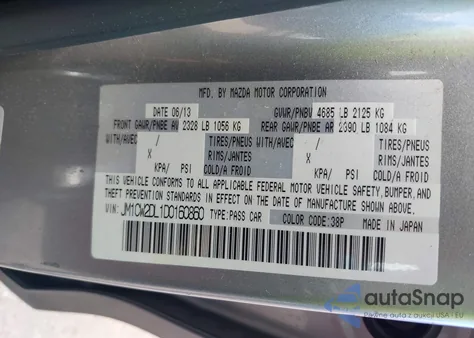 MFD. BY MAZDA MOTOR CORPORATION
DATE 06/13 GVWR/PNBV 4685 LB 2125 KG
FRONT GAWR/PNBE AV 2328 LB 1056 KG REAR GAWR/PNBE AR 2390 LB 1084 KG
WITH/AVEC / TIRES/PNEUS WITH/AVEC / TIRES/PNEUS
X RIMS/JANTES X RIMS/JANTES
KPA/ PSI COLD/A FROID KPA/ PSI COLD/A FROID
THIS VEHICLE CONFORMS TO ALL APPLICABLE FEDERAL MOTOR VEHICLE SAFETY, BUMPER, AND
THEFT PREVENTION STANDARDS IN EFFECT ON THE DATE OF MANUFACTURE SHOWN ABOVE.
VIN: JM1CW2DL1D0160860 TYPE:PASS CAR COLOR CODE:38P MADE IN JAPAN
autoSnap
USA I EU